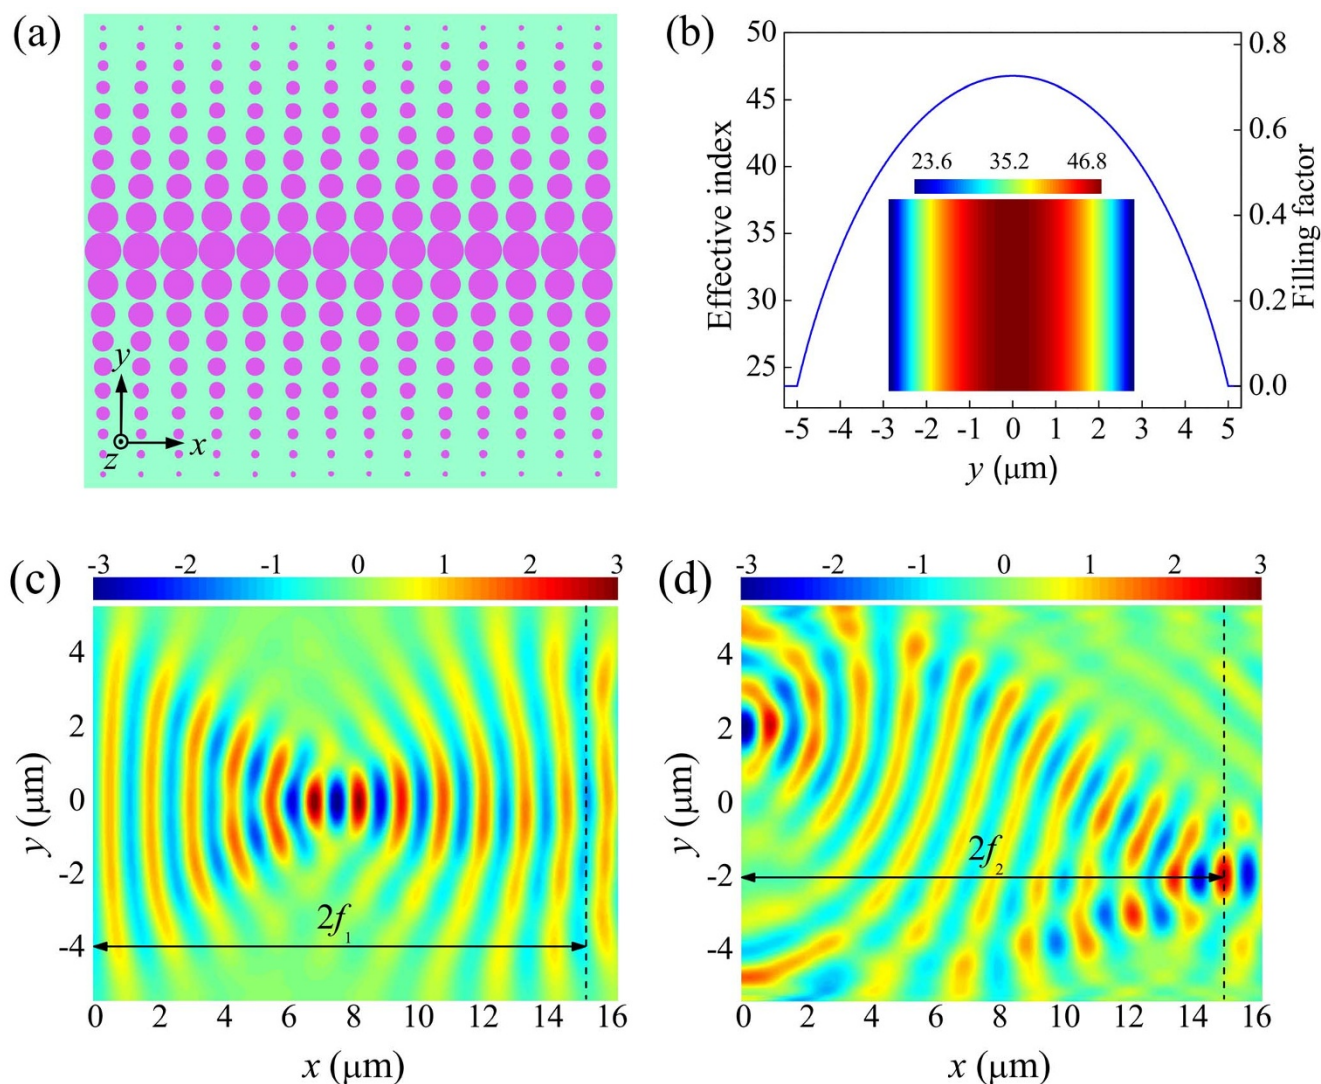 (a)
y
z
x
(b)
50
45
40
35
30
25
Effective index
0.8
0.6
0.4
0.2
0.0
Filling factor
23.6 35.2 46.8
-5 -4 -3 -2 -1 0 1 2 3 4 5
y (μm)
(c)
-3 -2 -1 0 1 2 3
4
2
0
-2
-4
y (μm)
2f₁
0 2 4 6 8 10 12 14 16
x (μm)
(d)
-3 -2 -1 0 1 2 3
4
2
0
-2
-4
y (μm)
2f₂
0 2 4 6 8 10 12 14 16
x (μm)